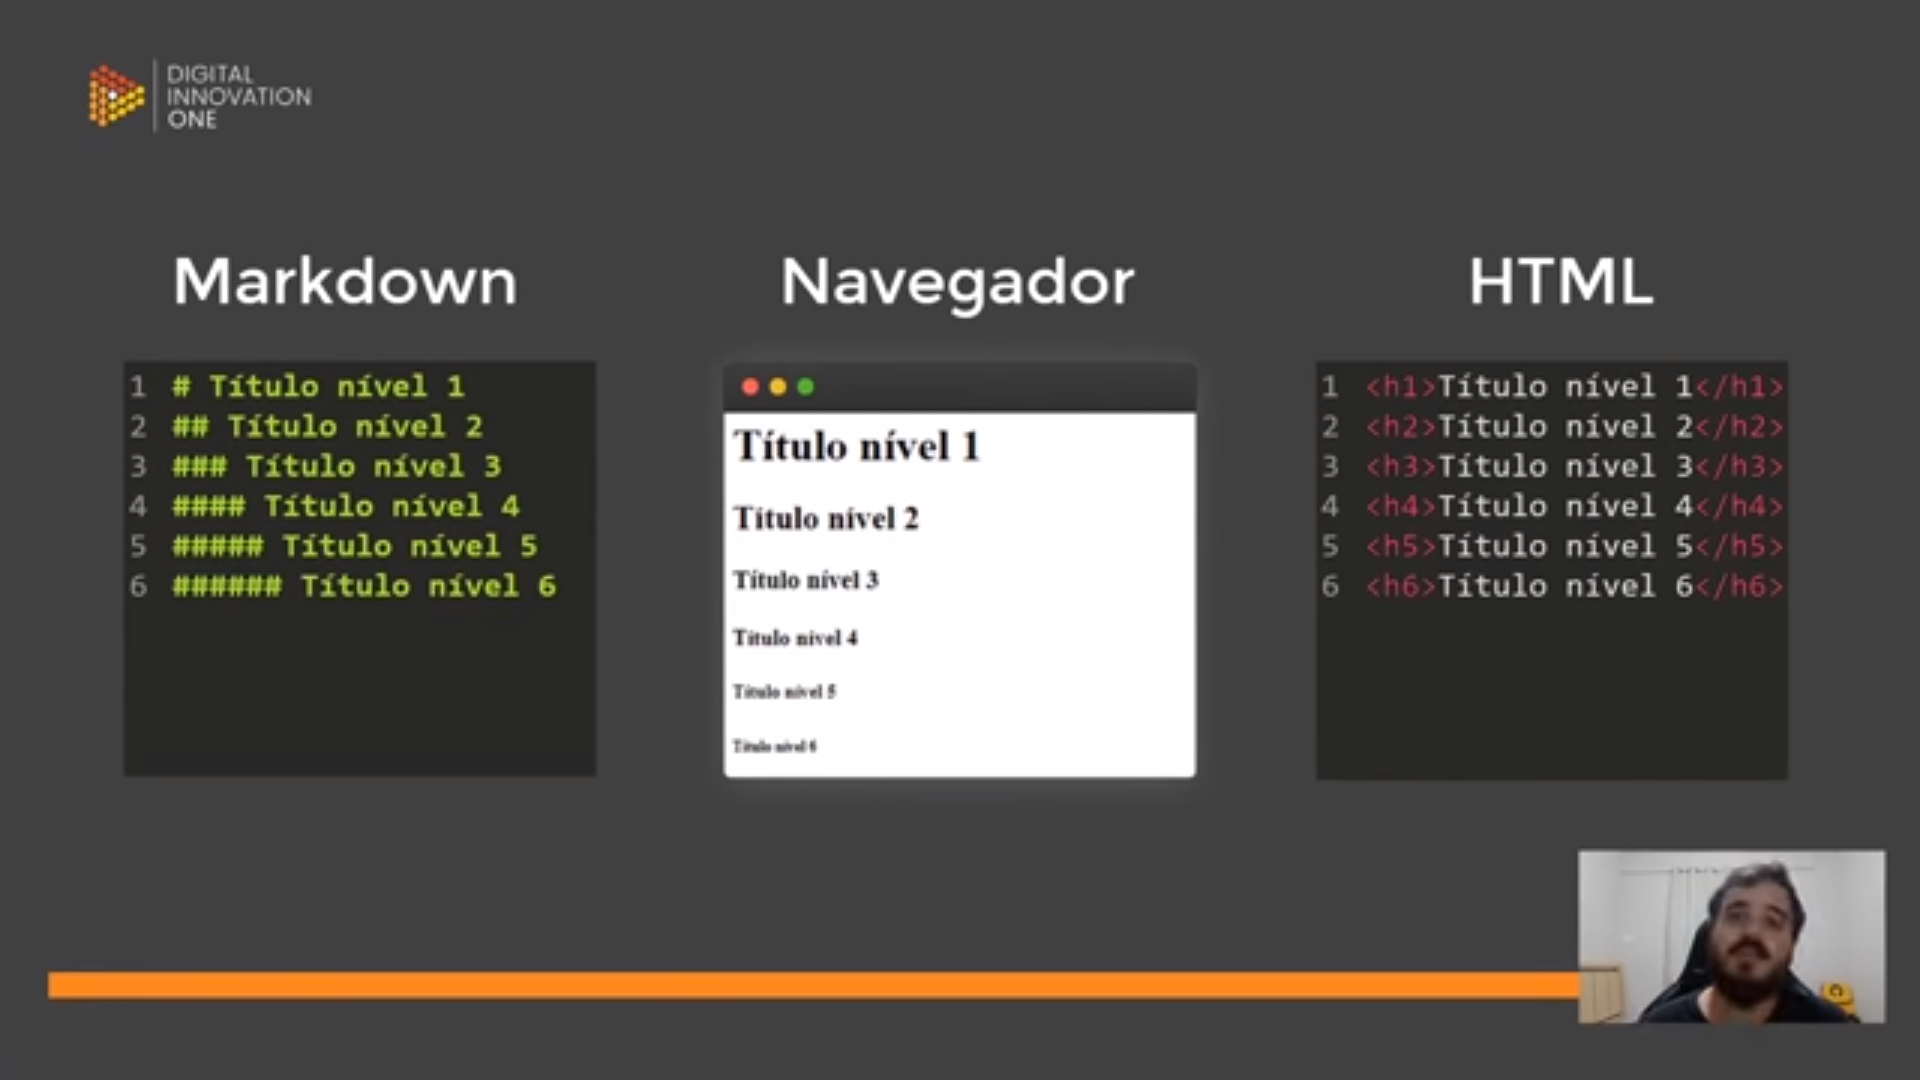 DIGITAL
INNOVATION
ONE
Markdown
1 # Título nível 1
2 ## Título nível 2
3 ### Título nível 3
4 #### Título nível 4
5 ##### Título nível 5
6 ###### Título nível 6
Navegador
Título nível 1
Título nível 2
Título nível 3
Título nível 4
Título nível 5
Título nível 6
HTML
1 <h1>Título nível 1</h1>
2 <h2>Título nível 2</h2>
3 <h3>Título nível 3</h3>
4 <h4>Título nível 4</h4>
5 <h5>Título nível 5</h5>
6 <h6>Título nível 6</h6>